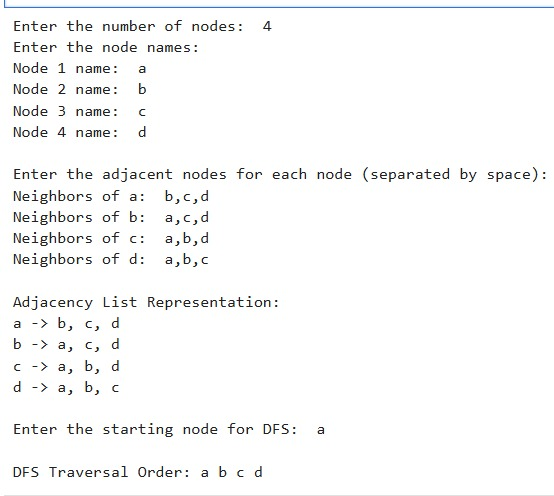 Enter the number of nodes:  4
Enter the node names:
Node 1 name:  a
Node 2 name:  b
Node 3 name:  c
Node 4 name:  d
Enter the adjacent nodes for each node (separated by space):
Neighbors of a:  b,c,d
Neighbors of b:  a,c,d
Neighbors of c:  a,b,d
Neighbors of d:  a,b,c
Adjacency List Representation:
a -> b, c, d
b -> a, c, d
c -> a, b, d
d -> a, b, c
Enter the starting node for DFS:  a
DFS Traversal Order: a b c d